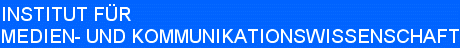 INSTITUT FÜR
MEDIEN- UND KOMMUNIKATIONSWISSENSCHAFT